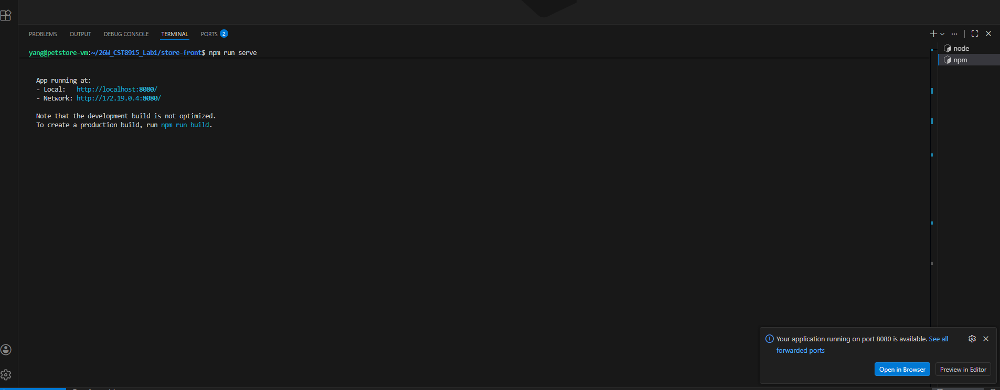 PROBLEMS OUTPUT DEBUG CONSOLE TERMINAL PORTS 2
yang@petstore-vm:~/26W_CST8915_Lab1/store-front$ npm run serve
App running at:
- Local: http://localhost:8080/
- Network: http://172.19.0.4:8080/
Note that the development build is not optimized.
To create a production build, run npm run build.
node
npm
Your application running on port 8080 is available. See all
forwarded ports
Open in Browser Preview in Editor